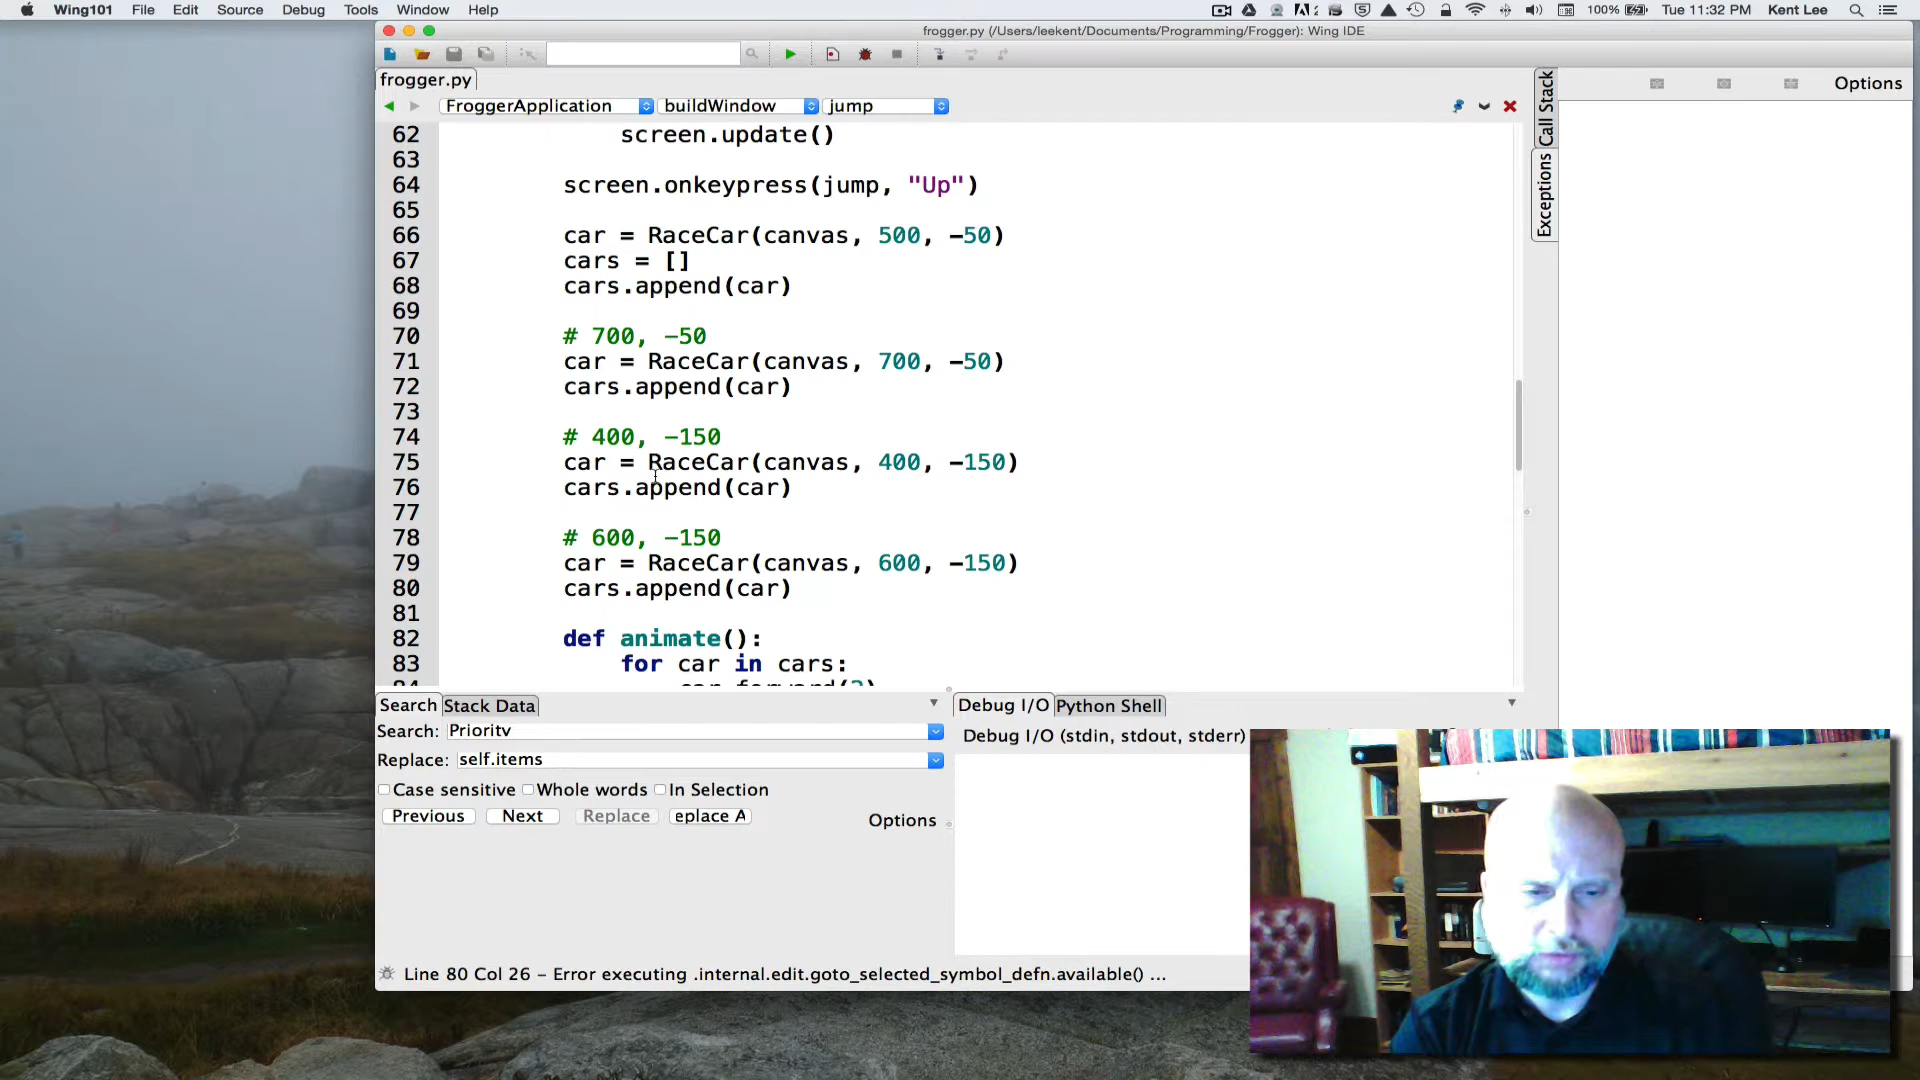 Wing101 File Edit Source Debug Tools Window Help 100% Tue 11:32 PM Kent Lee
frogger.py (/Users/leekent/Documents/Programming/Frogger): Wing IDE
frogger.py
Options
FroggerApplication buildWindow jump
Call Stack
Exceptions
62 screen.update()
63
64 screen.onkeypress(jump, "Up")
65
66 car = RaceCar(canvas, 500, -50)
67 cars = []
68 cars.append(car)
69
70 # 700, -50
71 car = RaceCar(canvas, 700, -50)
72 cars.append(car)
73
74 # 400, -150
75 car = RaceCar(canvas, 400, -150)
76 cars.append(car)
77
78 # 600, -150
79 car = RaceCar(canvas, 600, -150)
80 cars.append(car)
81
82 def animate():
83 for car in cars:
Search Stack Data
Search: Priority
Replace: self.items
Case sensitive Whole words In Selection
Previous Next Replace eplace A
Options
Debug I/O Python Shell
Debug I/O (stdin, stdout, stderr)
Line 80 Col 26 – Error executing .internal.edit.goto_selected_symbol_defn.available() ...